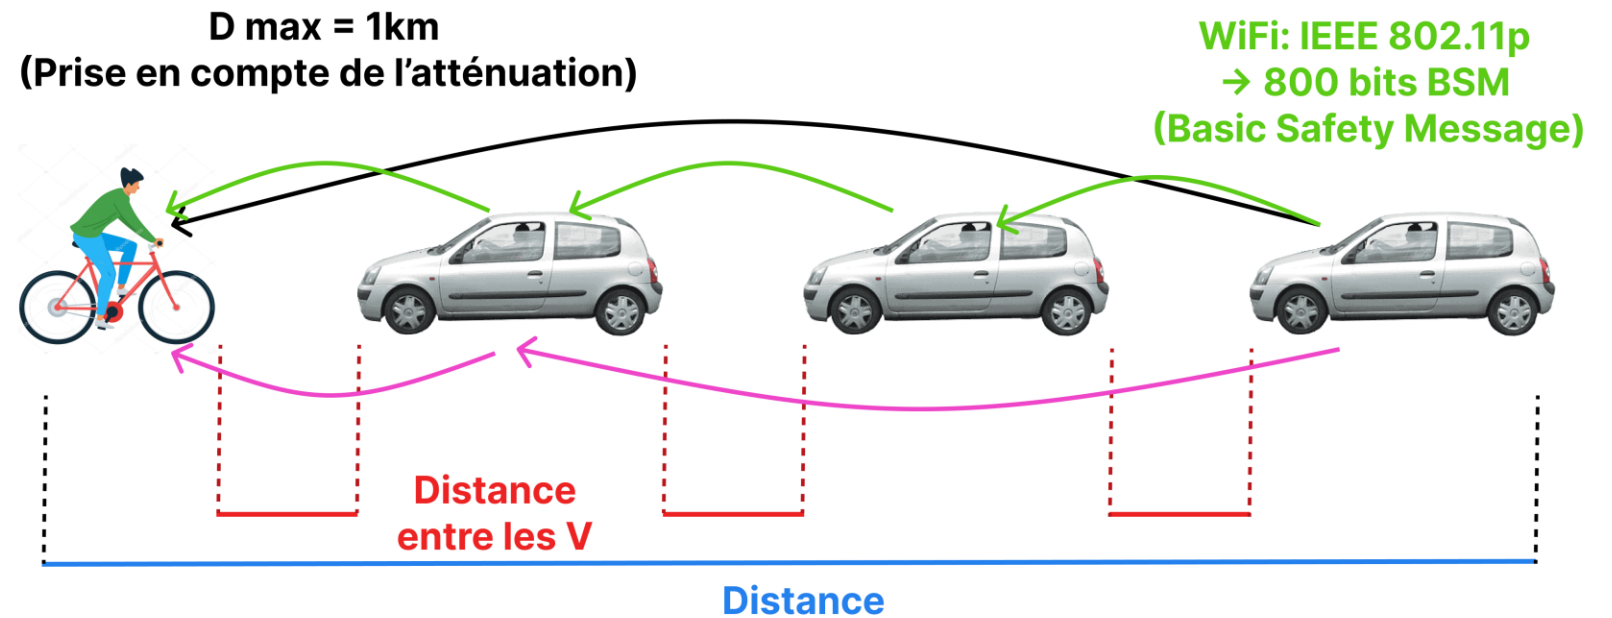 D max = 1km
(Prise en compte de l’atténuation)
WiFi: IEEE 802.11p
→ 800 bits BSM
(Basic Safety Message)
Distance
entre les V
Distance